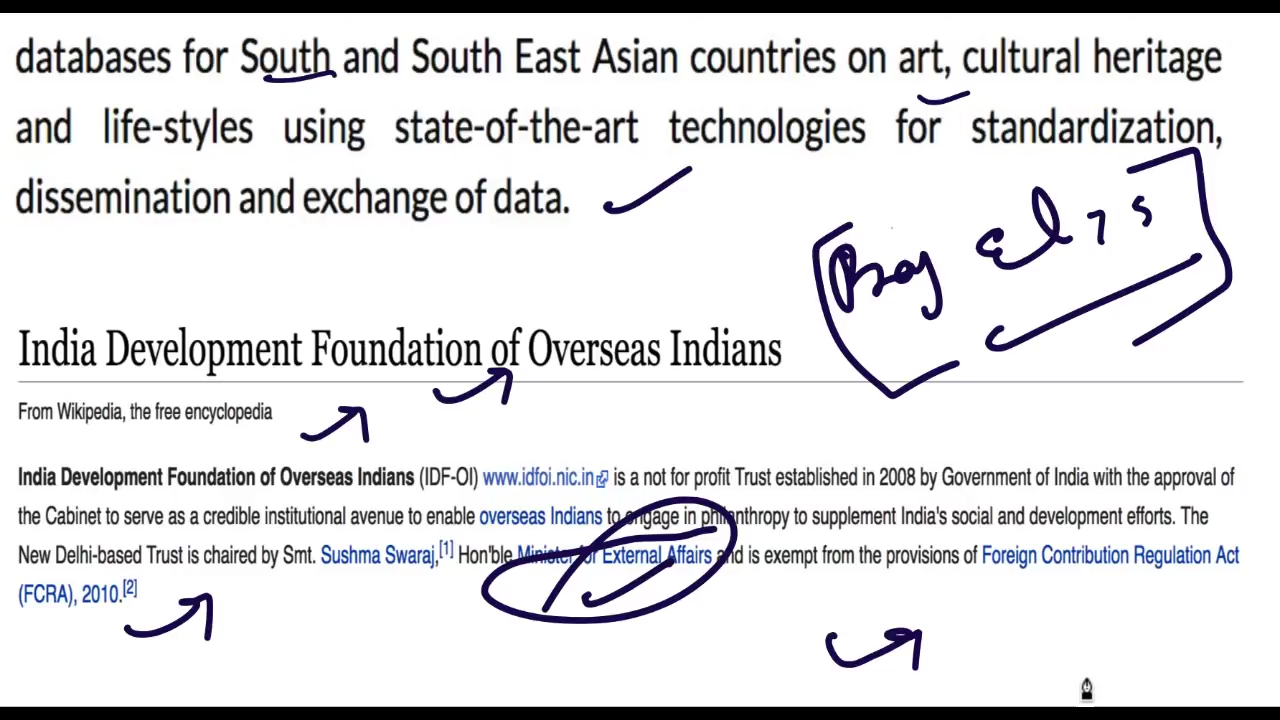 databases for South and South East Asian countries on art, cultural heritage
and life-styles using state-of-the-art technologies for standardization,
dissemination and exchange of data.
India Development Foundation of Overseas Indians
From Wikipedia, the free encyclopedia
India Development Foundation of Overseas Indians (IDF-OI) www.idfoi.nic.in is a not for profit Trust established in 2008 by Government of India with the approval of
the Cabinet to serve as a credible institutional avenue to enable overseas Indians to engage in philanthropy to supplement India's social and development efforts. The
New Delhi-based Trust is chaired by Smt. Sushma Swaraj,[1] Hon'ble Minister for External Affairs and is exempt from the provisions of Foreign Contribution Regulation Act
(FCRA), 2010.[2]